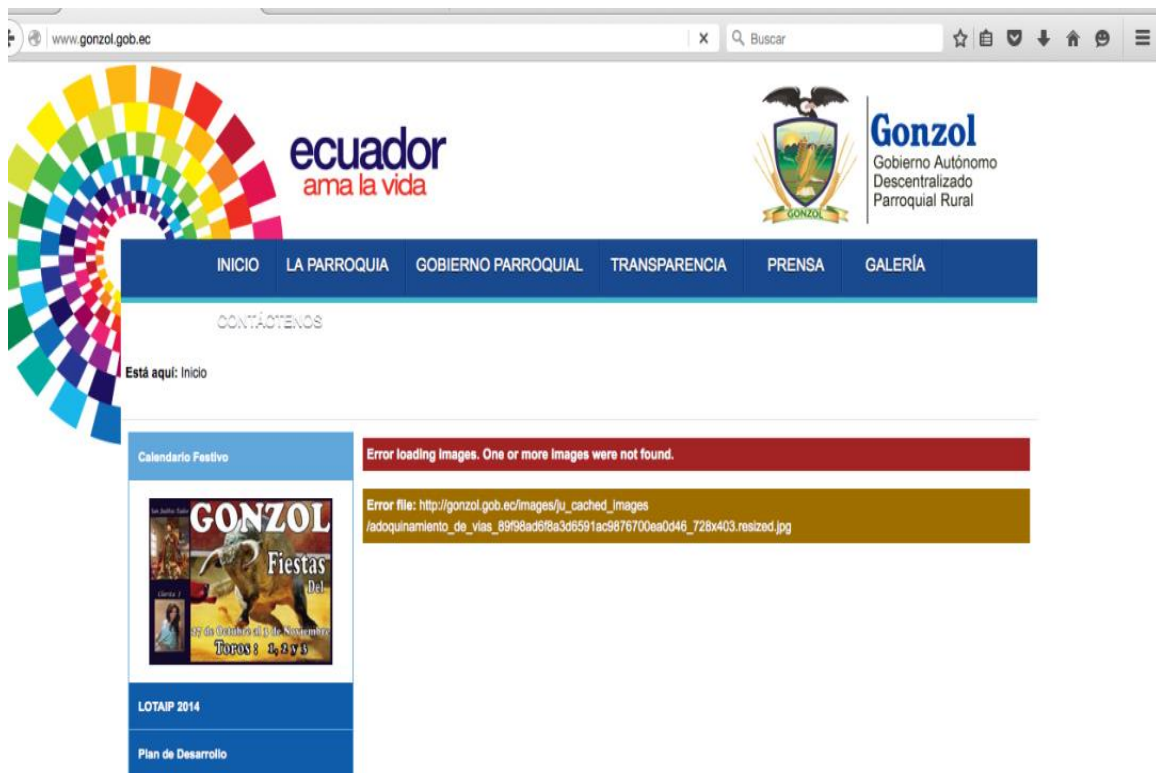 www.gonzol.gob.ec
Buscar
ecuador
ama la vida
GONZOL
Gonzol
Gobierno Autónomo
Descentralizado
Parroquial Rural
INICIO LA PARROQUIA GOBIERNO PARROQUIAL TRANSPARENCIA PRENSA GALERÍA
CONTÁCTENOS
Está aquí: Inicio
Calendario Festivo
GONZOL
Fiestas
Del
27 de Octubre al 3 de Noviembre
Toros : 1, 2 y 3
LOTAIP 2014
Plan de Desarrollo
Error loading images. One or more images were not found.
Error file: http://gonzol.gob.ec/images/ju_cached_images
/adoquinamiento_de_vias_89f98ad6f8a3d6591ac9876700ea0d46_728x403.resized.jpg